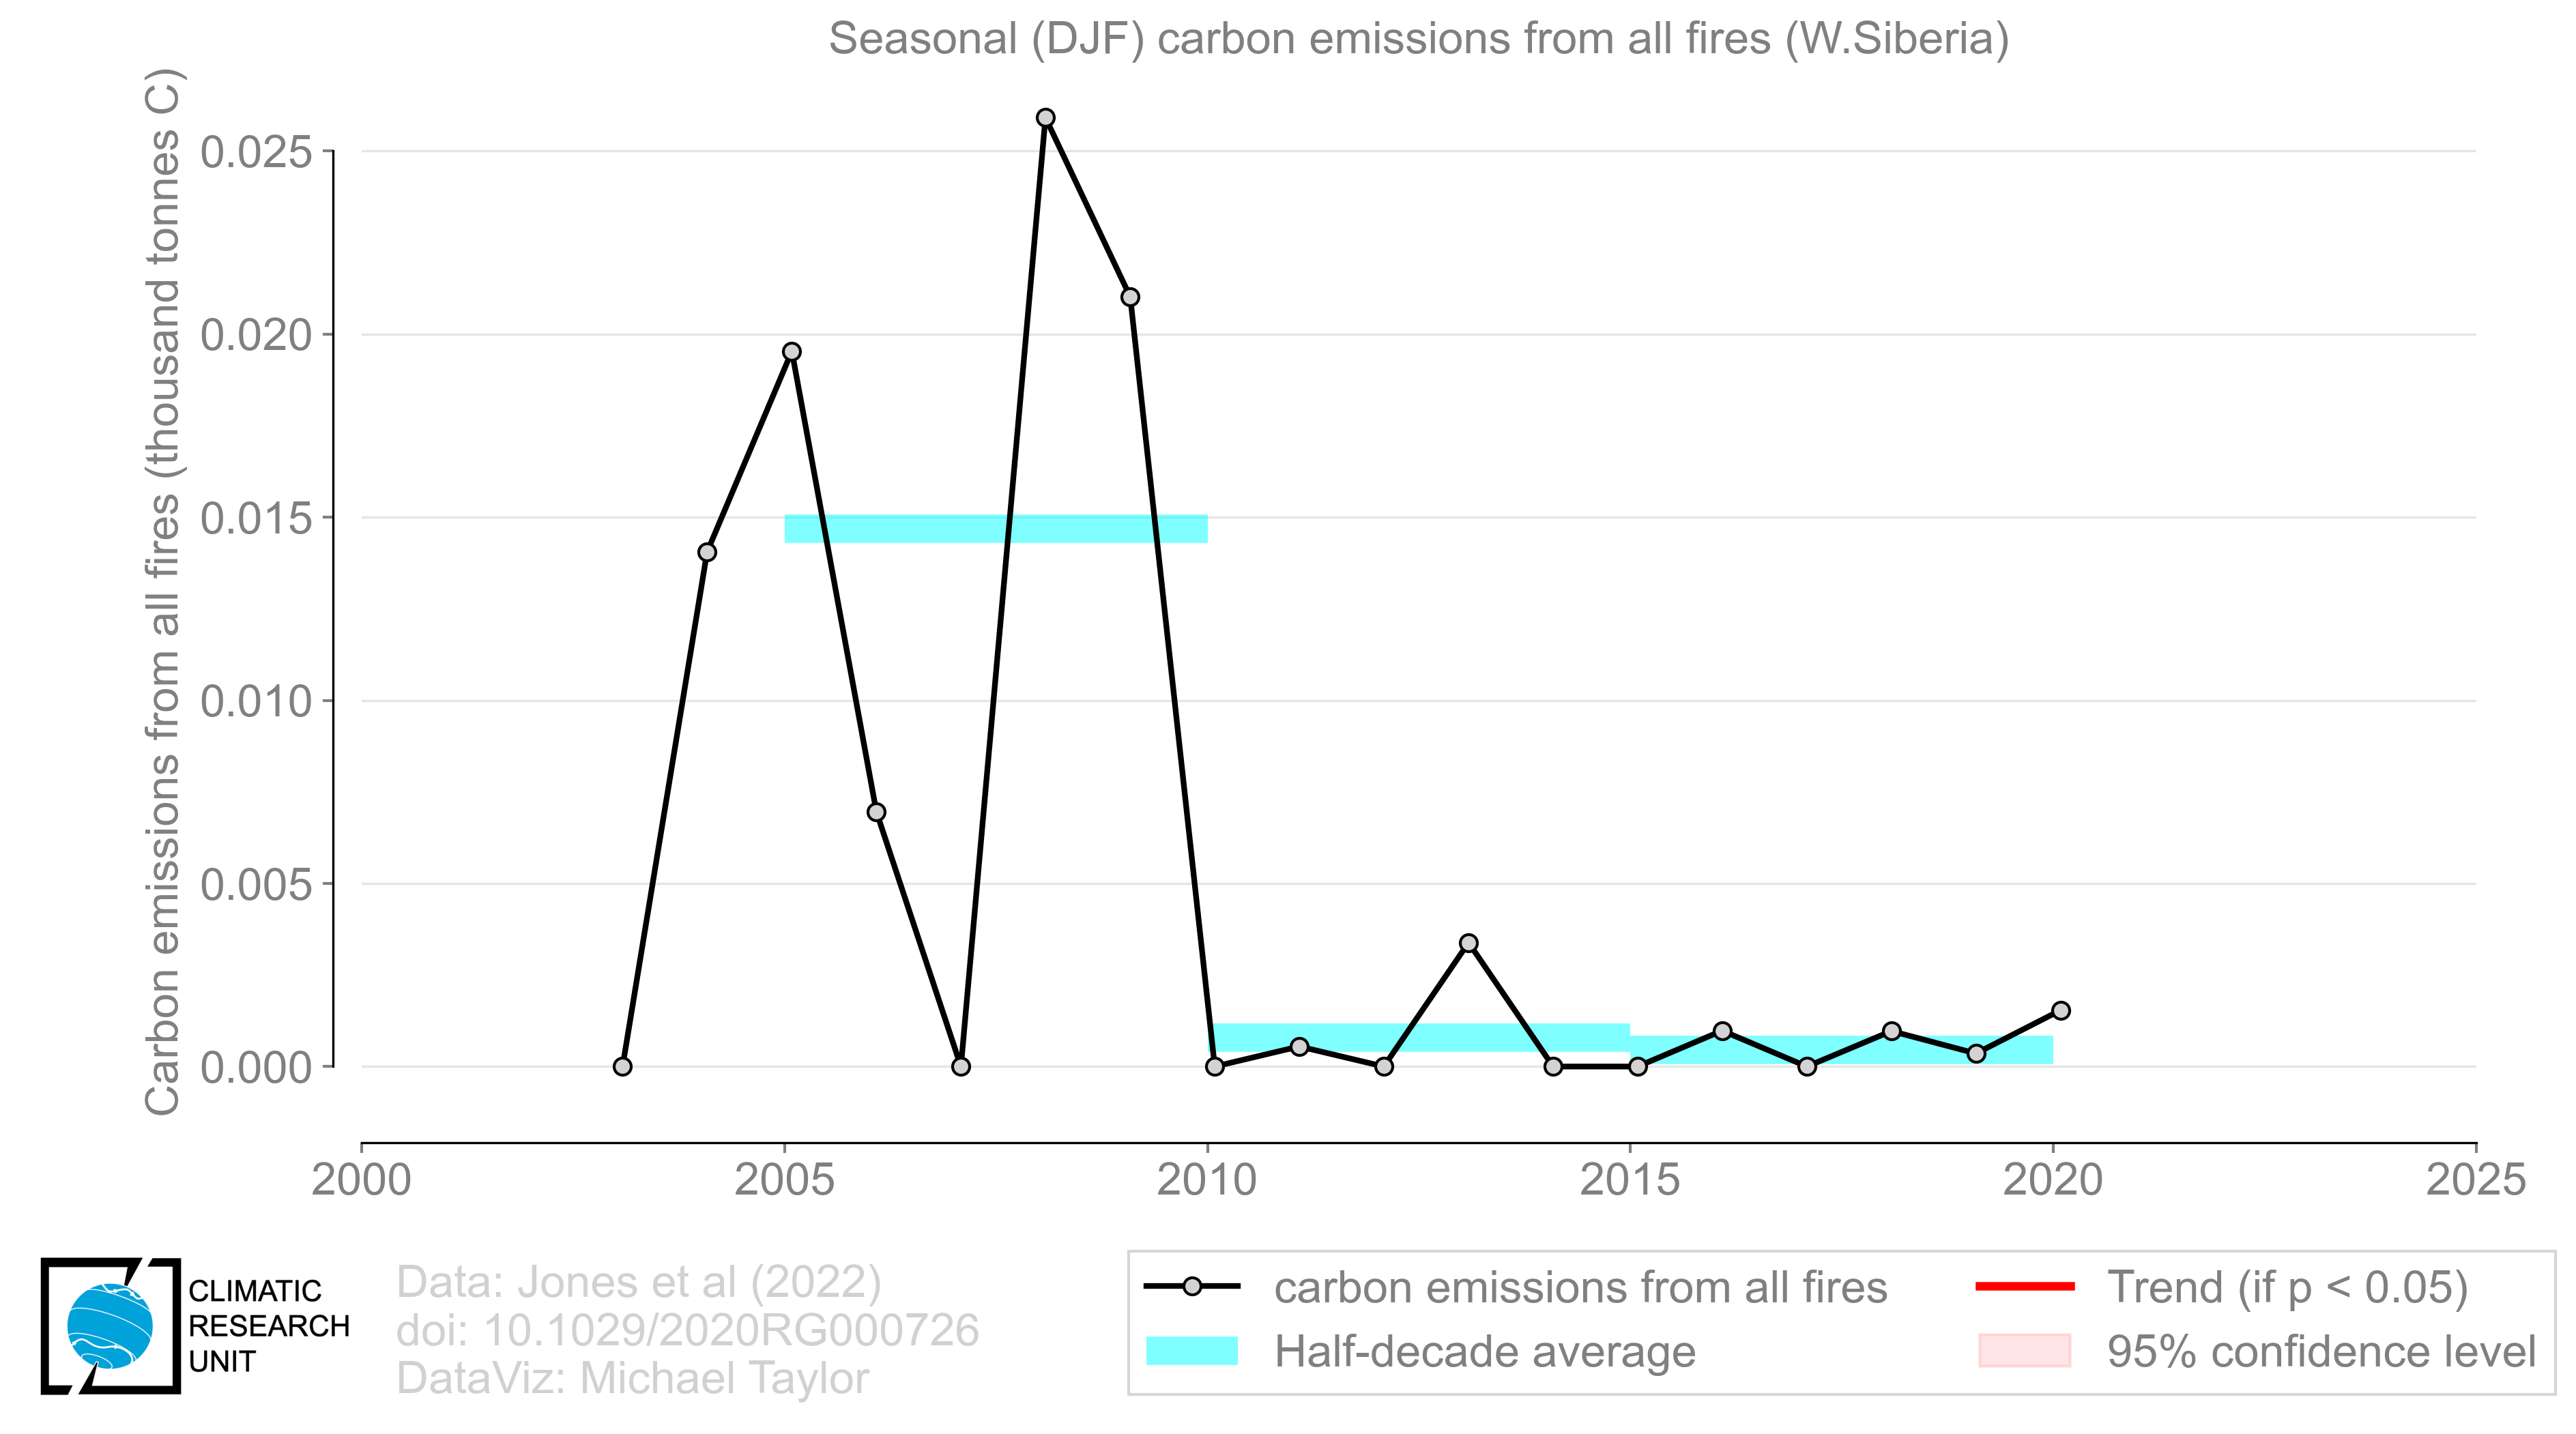 Seasonal (DJF) carbon emissions from all fires (W.Siberia)
Carbon emissions from all fires (thousand tonnes C)
0.025
0.020
0.015
0.010
0.005
0.000
2000 2005 2010 2015 2020 2025
CLIMATIC
RESEARCH
UNIT
Data: Jones et al (2022)
doi: 10.1029/2020RG000726
DataViz: Michael Taylor
carbon emissions from all fires
Half-decade average
Trend (if p < 0.05)
95% confidence level